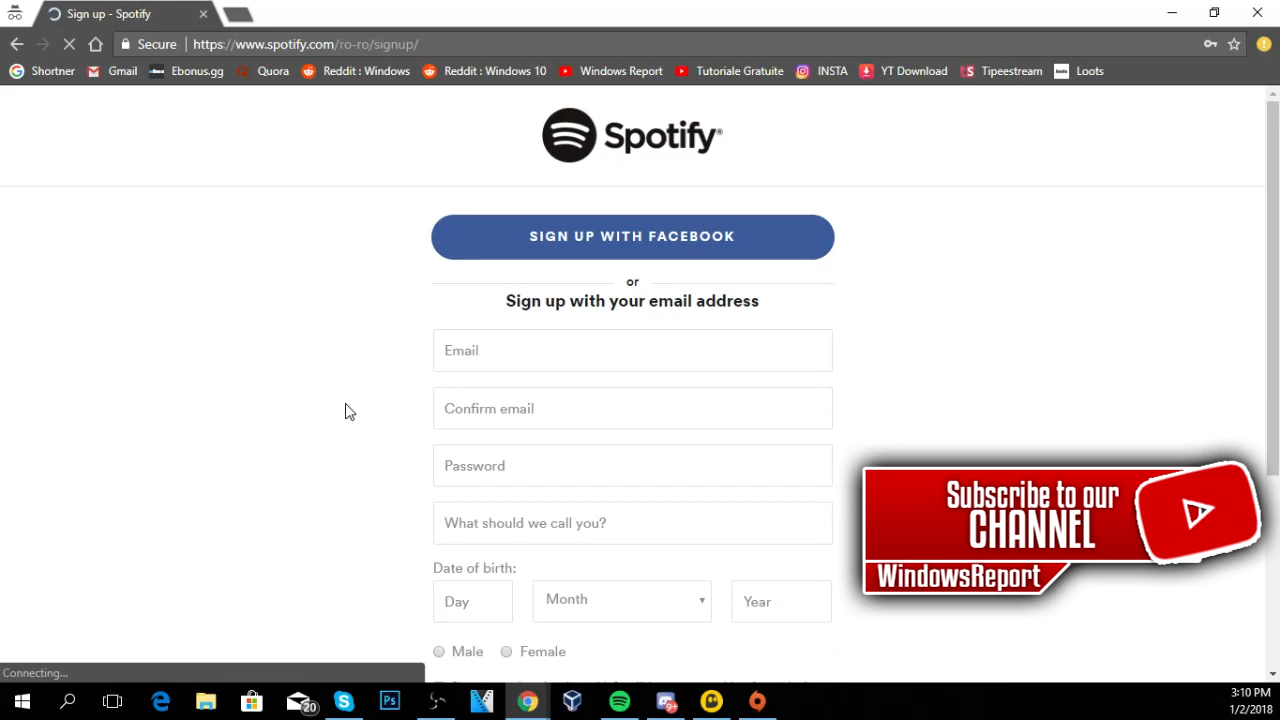 Sign up - Spotify
Secure
https://www.spotify.com/ro-ro/signup/
Shortner
Gmail
Ebonus.gg
Quora
Reddit : Windows
Reddit : Windows 10
Windows Report
Tutoriale Gratuite
INSTA
YT Download
Tipeestream
Loots
Spotify®
SIGN UP WITH FACEBOOK
or
Sign up with your email address
Email
Confirm email
Password
What should we call you?
Date of birth:
Day
Month
Year
Male
Female
Subscribe to our
CHANNEL
WindowsReport
Connecting...
20
Ps
9+
3:10 PM
1/2/2018